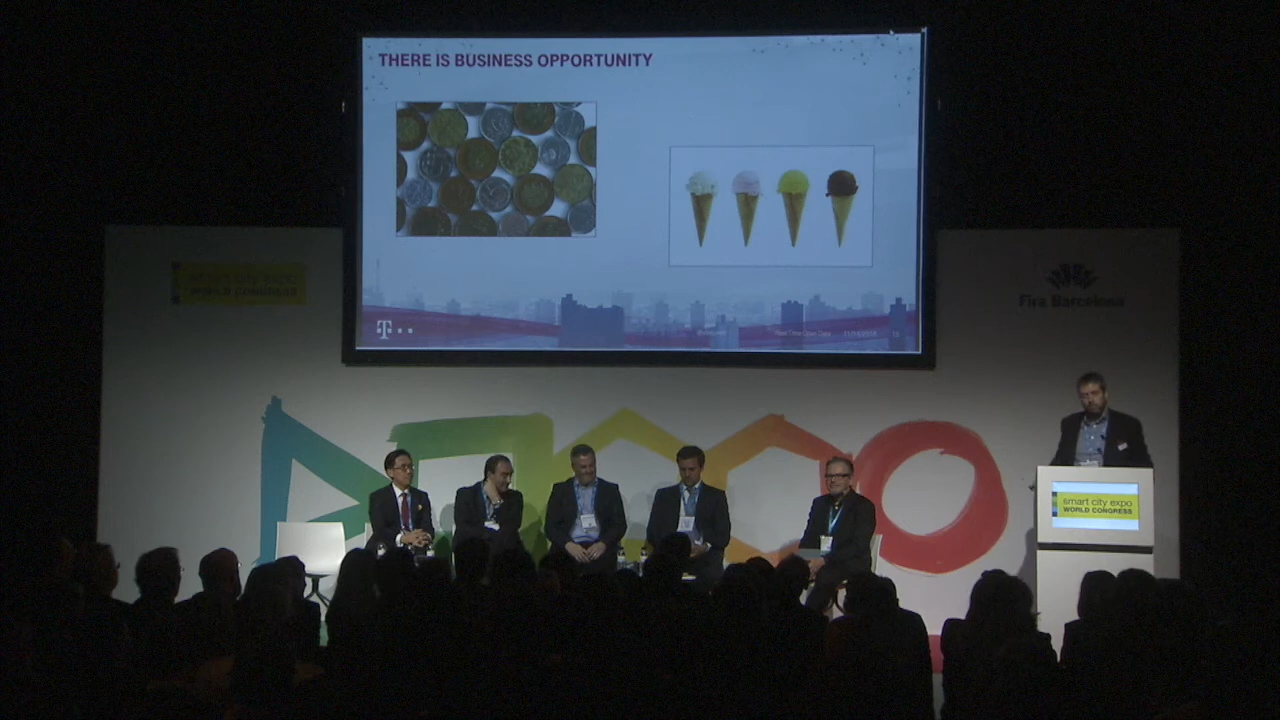 THERE IS BUSINESS OPPORTUNITY
T
smart city expo
WORLD CONGRESS
Fira Barcelona
smart city expo
WORLD CONGRESS